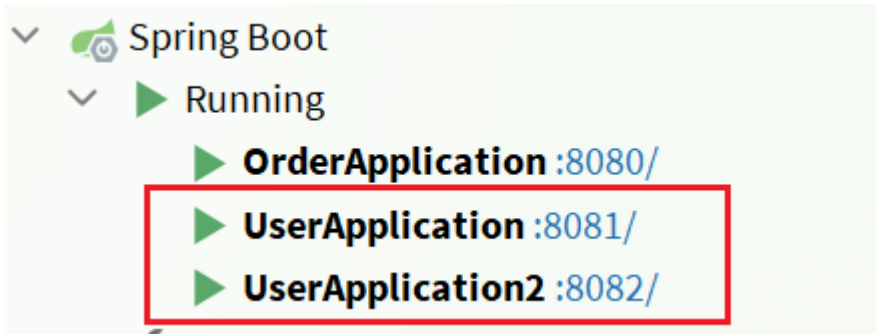 Spring Boot
Running
OrderApplication :8080/
UserApplication :8081/
UserApplication2 :8082/